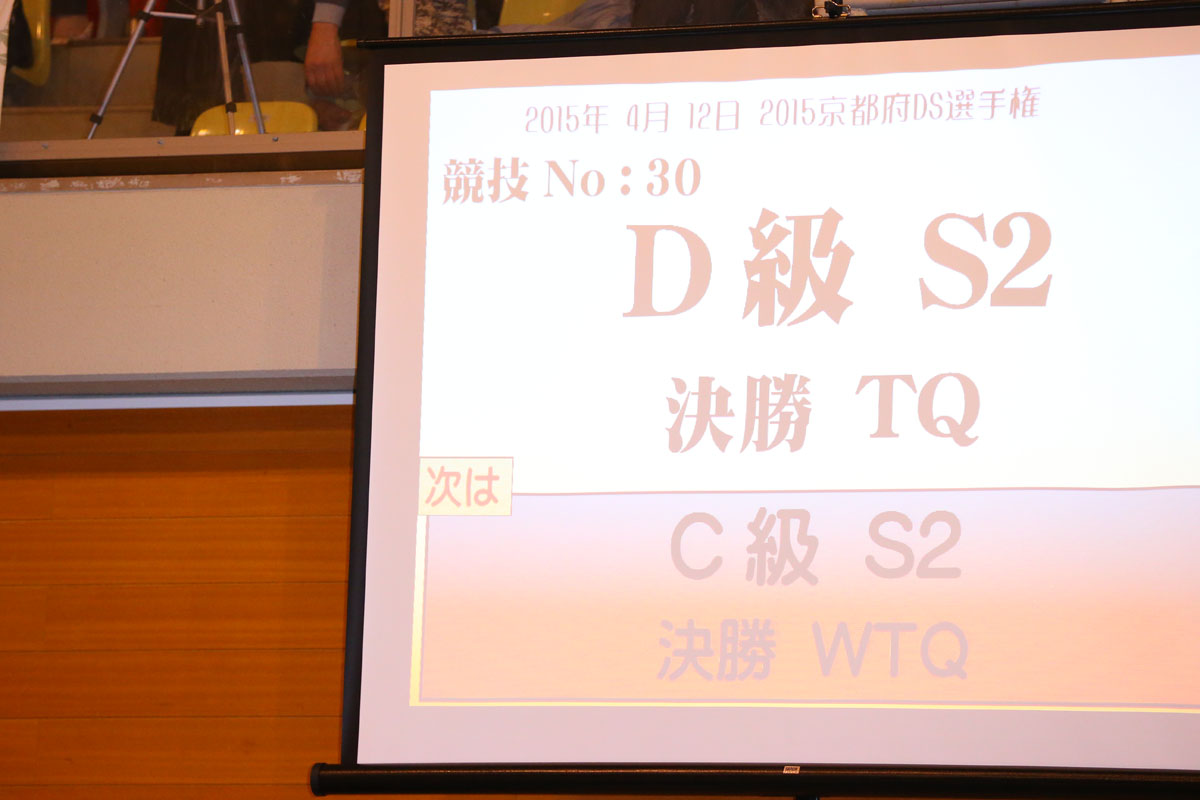 2015年 4月 12日 2015京都府DS選手権
競技 No：30
D級 S2
決勝 TQ
次は
C級 S2
決勝 WTQ